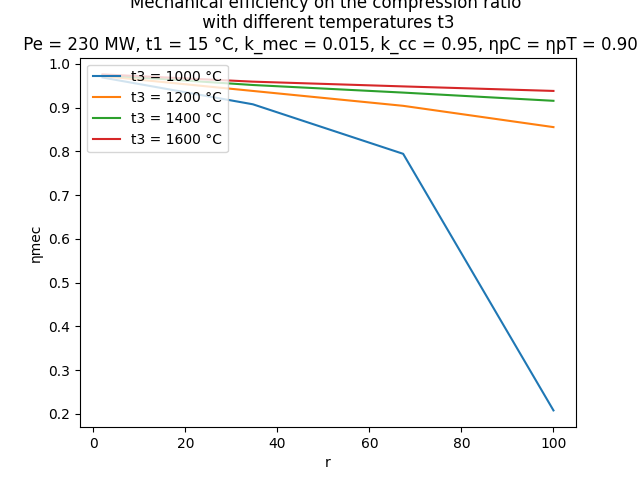 Mechanical efficiency on the compression ratio
with different temperatures t3
Pe = 230 MW, t1 = 15 °C, k_mec = 0.015, k_cc = 0.95, ηpC = ηpT = 0.90
t3 = 1000 °C
t3 = 1200 °C
t3 = 1400 °C
t3 = 1600 °C
1.0
0.9
0.8
0.7
0.6
0.5
0.4
0.3
0.2
ηmec
0 20 40 60 80 100
r